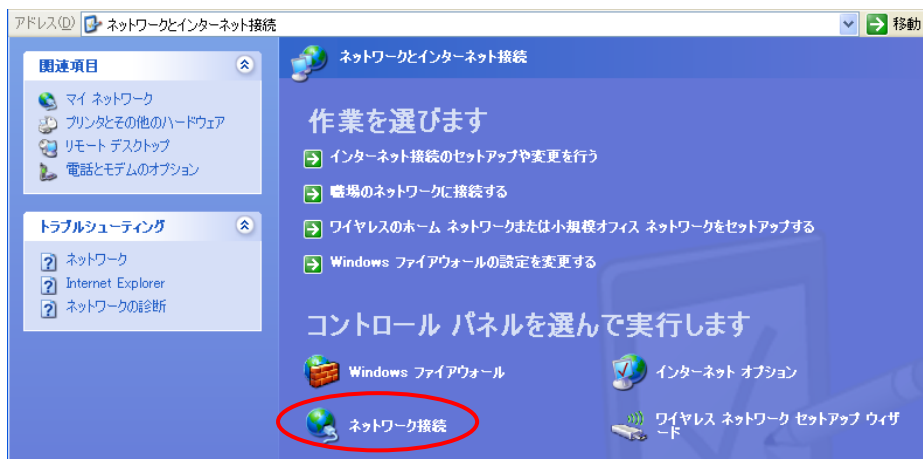 アドレス(D) ネットワークとインターネット接続 移動
関連項目
マイ ネットワーク
プリンタとその他のハードウェア
リモート デスクトップ
電話とモデムのオプション
トラブルシューティング
ネットワーク
Internet Explorer
ネットワークの診断
ネットワークとインターネット接続
作業を選びます
インターネット接続のセットアップや変更を行う
職場のネットワークに接続する
ワイヤレスのホーム ネットワークまたは小規模オフィス ネットワークをセットアップする
Windows ファイアウォールの設定を変更する
コントロール パネルを選んで実行します
Windows ファイアウォール
インターネット オプション
ネットワーク接続
ワイヤレス ネットワーク セットアップ ウィザ
ード